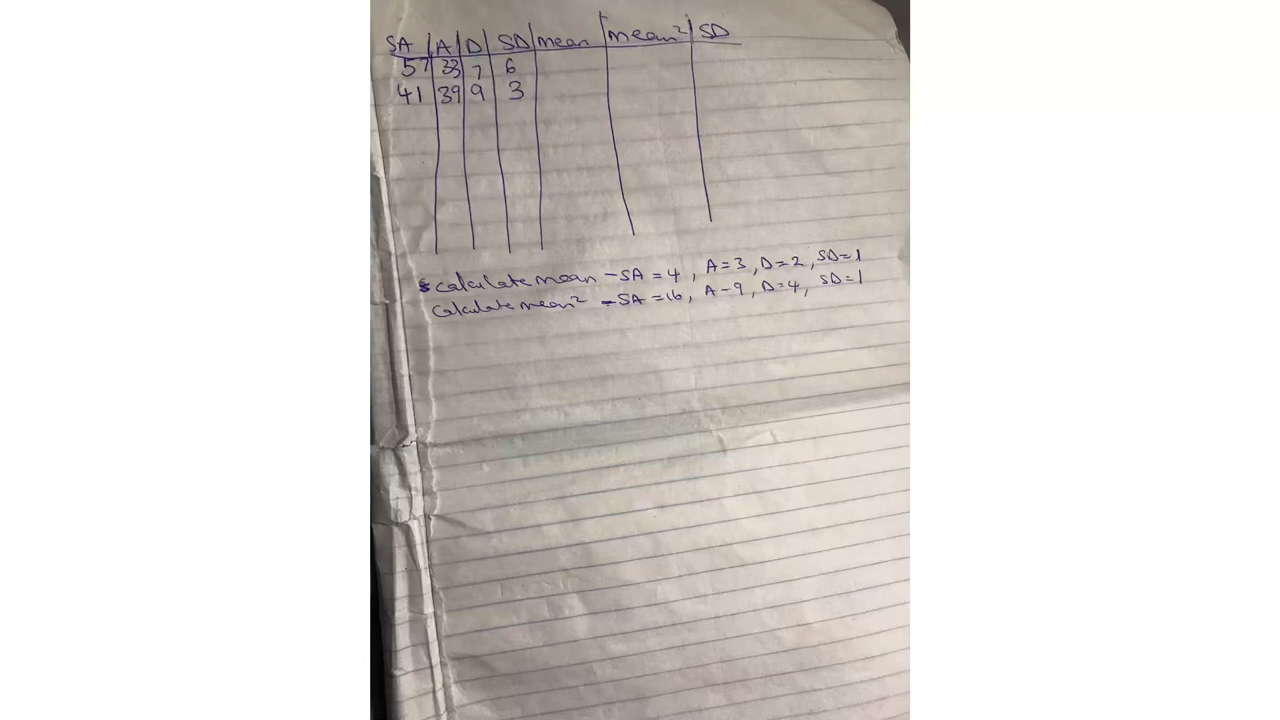 SA | A | D | SD | mean | mean² | SD
57 33 7 6
41 39 9 3
calculate mean - SA = 4, A = 3, D = 2, SD = 1
Calculate mean² - SA = 16, A - 9, D = 4, SD = 1